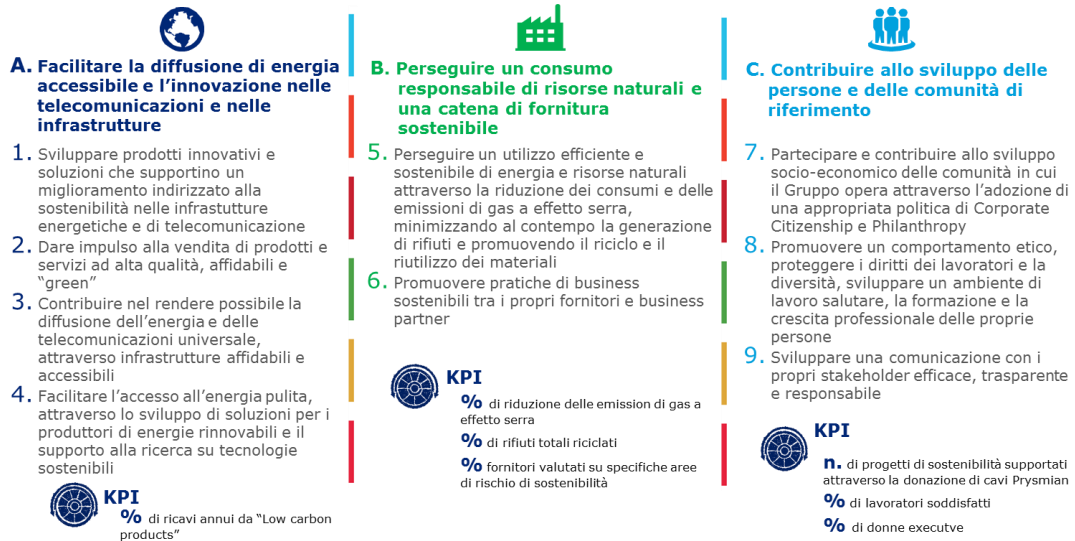 A. Facilitare la diffusione di energia
accessibile e l’innovazione nelle
telecomunicazioni e nelle
infrastrutture
1. Sviluppare prodotti innovativi e
soluzioni che supportino un
miglioramento indirizzato alla
sostenibilità nelle infrastutture
energetiche e di telecomunicazione
2. Dare impulso alla vendita di prodotti e
servizi ad alta qualità, affidabili e
“green”
3. Contribuire nel rendere possibile la
diffusione dell’energia e delle
telecomunicazioni universale,
attraverso infrastrutture affidabili e
accessibili
4. Facilitare l’accesso all’energia pulita,
attraverso lo sviluppo di soluzioni per i
produttori di energie rinnovabili e il
supporto alla ricerca su tecnologie
sostenibili
KPI
% di ricavi annui da “Low carbon
products”
B. Perseguire un consumo
responsabile di risorse naturali e
una catena di fornitura
sostenibile
5. Perseguire un utilizzo efficiente e
sostenibile di energia e risorse naturali
attraverso la riduzione dei consumi e delle
emissioni di gas a effetto serra,
minimizzando al contempo la generazione
di rifiuti e promuovendo il riciclo e il
riutilizzo dei materiali
6. Promuovere pratiche di business
sostenibili tra i propri fornitori e business
partner
KPI
% di riduzione delle emission di gas a
effetto serra
% di rifiuti totali riciclati
% fornitori valutati su specifiche aree
di rischio di sostenibilità
C. Contribuire allo sviluppo delle
persone e delle comunità di
riferimento
7. Partecipare e contribuire allo sviluppo
socio-economico delle comunità in cui
il Gruppo opera attraverso l’adozione di
una appropriata politica di Corporate
Citizenship e Philanthropy
8. Promuovere un comportamento etico,
proteggere i diritti dei lavoratori e la
diversità, sviluppare un ambiente di
lavoro salutare, la formazione e la
crescita professionale delle proprie
persone
9. Sviluppare una comunicazione con i
propri stakeholder efficace, trasparente
e responsabile
KPI
n. di progetti di sostenibilità supportati
attraverso la donazione di cavi Prysmian
% di lavoratori soddisfatti
% di donne executve